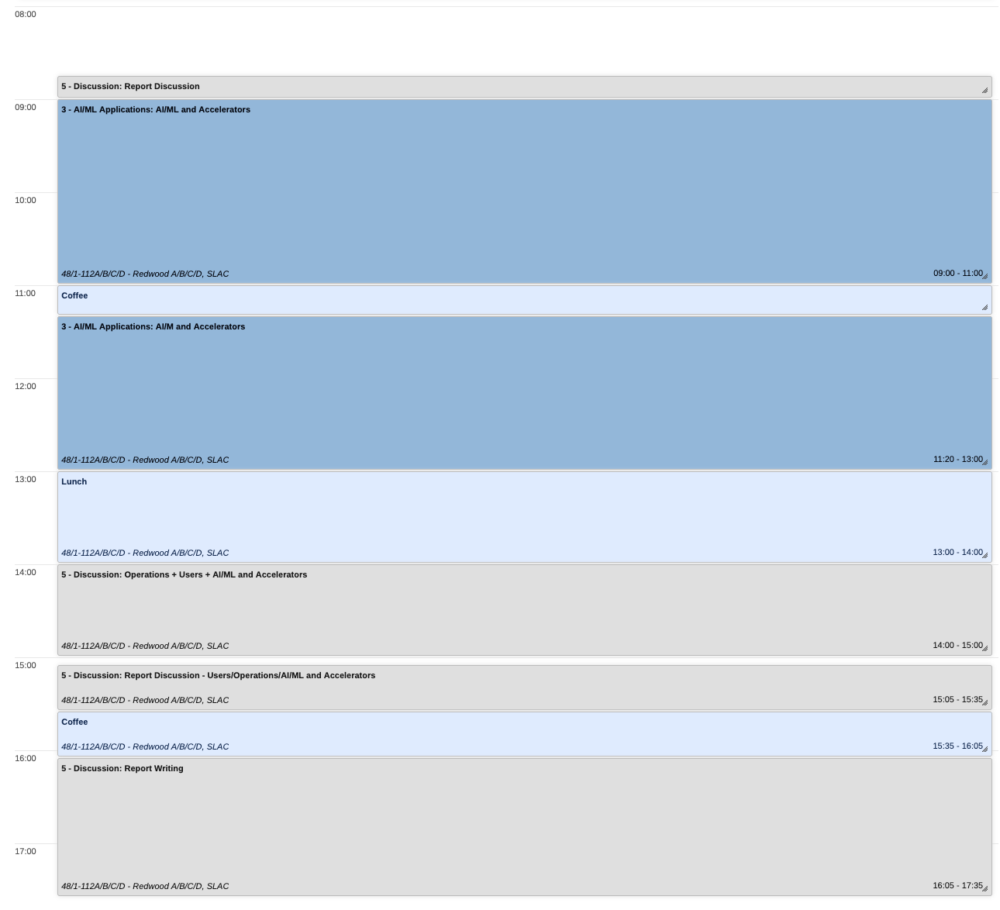 08:00
5 - Discussion: Report Discussion
09:00
3 - AI/ML Applications: AI/ML and Accelerators
10:00
48/1-112A/B/C/D - Redwood A/B/C/D, SLAC 09:00 - 11:00
11:00
Coffee
3 - AI/ML Applications: AI/M and Accelerators
12:00
48/1-112A/B/C/D - Redwood A/B/C/D, SLAC 11:20 - 13:00
13:00
Lunch
48/1-112A/B/C/D - Redwood A/B/C/D, SLAC 13:00 - 14:00
14:00
5 - Discussion: Operations + Users + AI/ML and Accelerators
48/1-112A/B/C/D - Redwood A/B/C/D, SLAC 14:00 - 15:00
15:00
5 - Discussion: Report Discussion - Users/Operations/AI/ML and Accelerators
48/1-112A/B/C/D - Redwood A/B/C/D, SLAC 15:05 - 15:35
Coffee
48/1-112A/B/C/D - Redwood A/B/C/D, SLAC 15:35 - 16:05
16:00
5 - Discussion: Report Writing
17:00
48/1-112A/B/C/D - Redwood A/B/C/D, SLAC 16:05 - 17:35